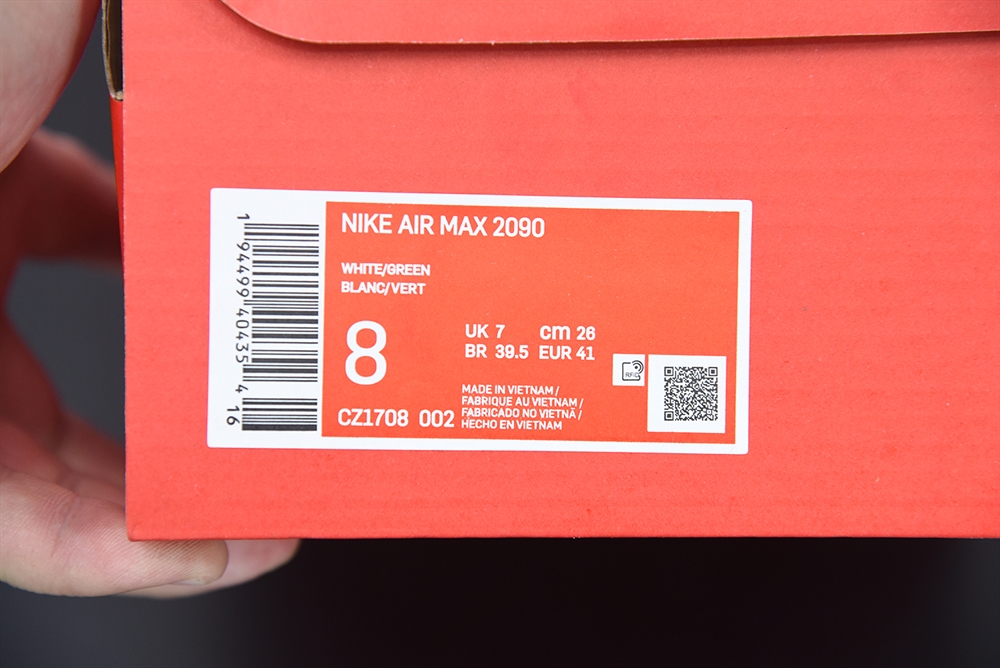 NIKE AIR MAX 2090
WHITE/GREEN
BLANC/VERT
8
UK 7 cm 26
BR 39.5 EUR 41
MADE IN VIETNAM /
FABRIQUE AU VIETNAM /
FABRICADO NO VIETNÃ /
HECHO EN VIETNAM
CZ1708 002
RFID
1 94499 40435 4 16